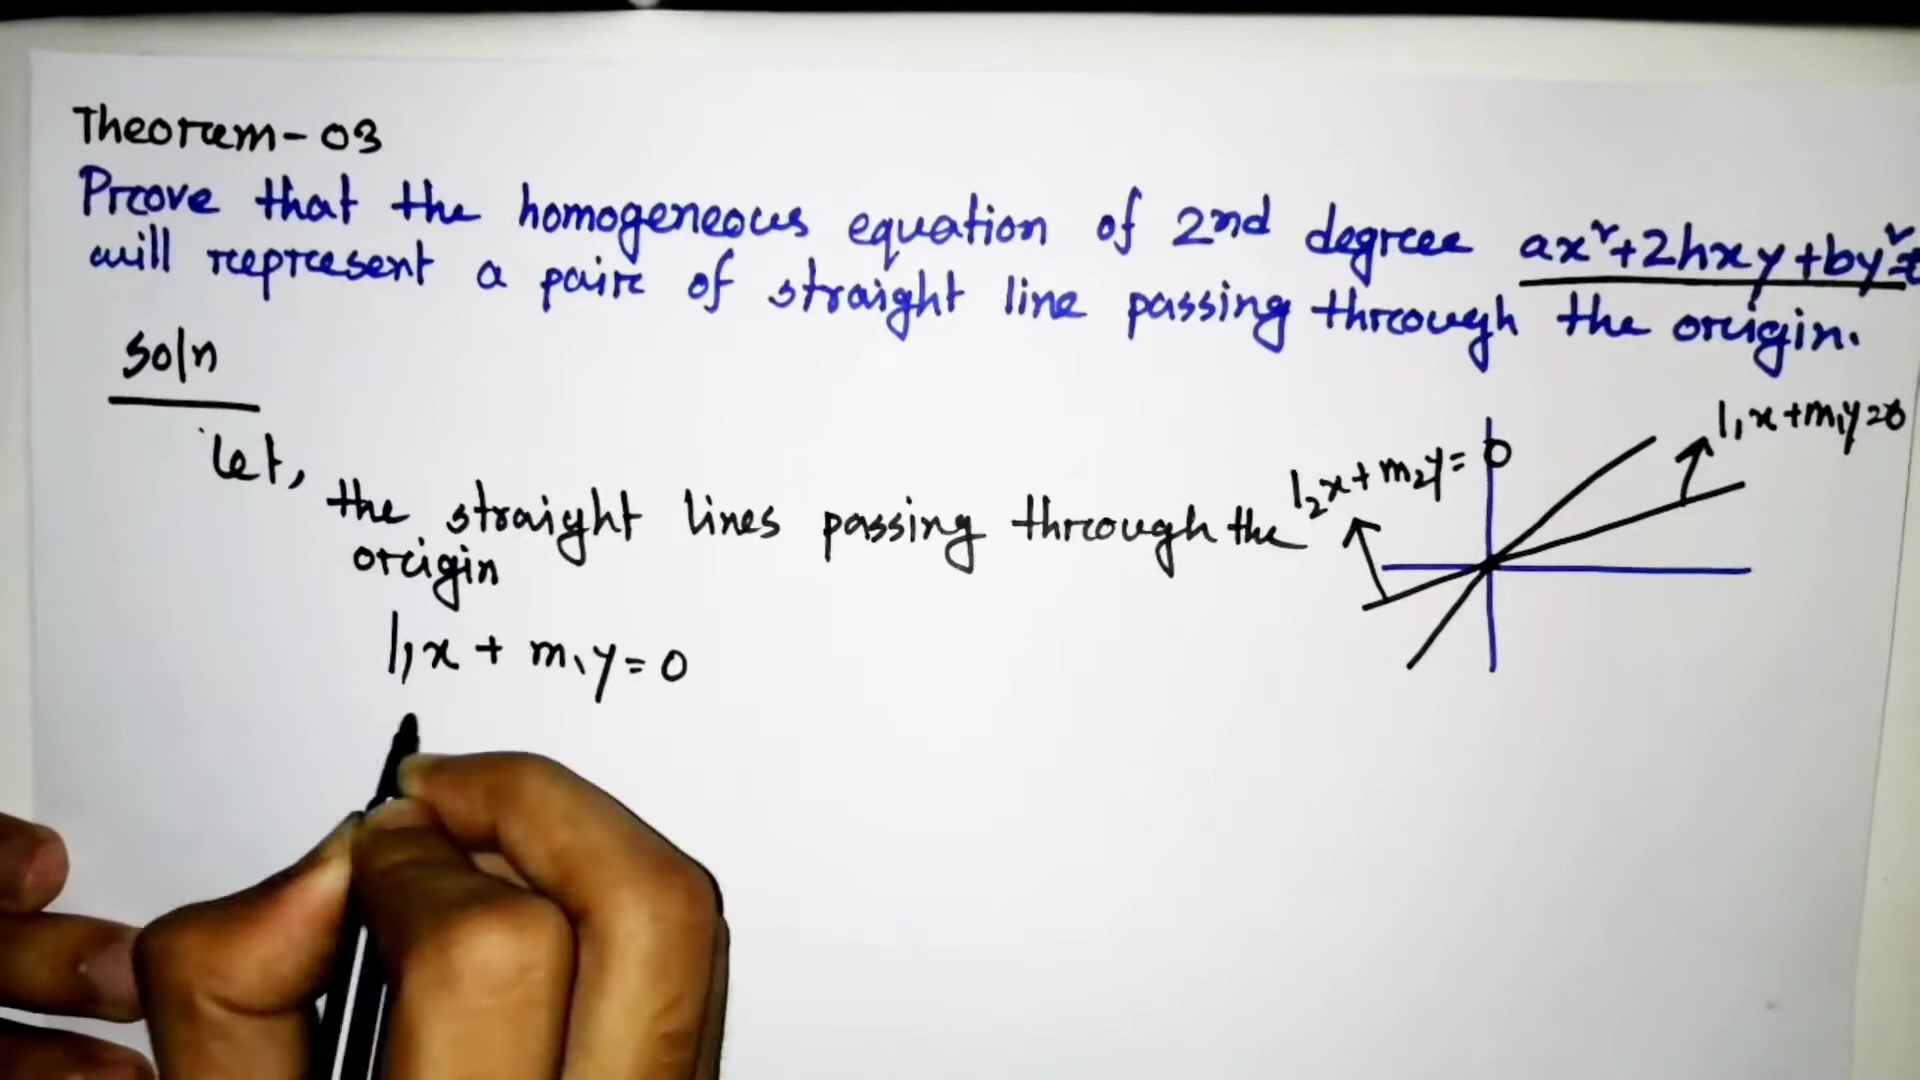 Theorem-03
Prove that the homogeneous equation of 2nd degree ax²+2hxy+by²=
will represent a pair of straight line passing through the origin.
soln
let,
the straight lines passing through the
origin
l₁x + m₁y = 0
l₂x + m₂y = 0
l₁x + m₁y = 0